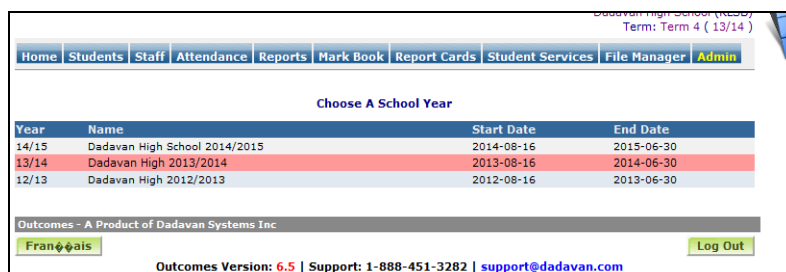 Dadavan High School (RLSD)
Term: Term 4 ( 13/14 )
Home Students Staff Attendance Reports Mark Book Report Cards Student Services File Manager Admin
Choose A School Year
Year Name Start Date End Date
14/15 Dadavan High School 2014/2015 2014-08-16 2015-06-30
13/14 Dadavan High 2013/2014 2013-08-16 2014-06-30
12/13 Dadavan High 2012/2013 2012-08-16 2013-06-30
Outcomes - A Product of Dadavan Systems Inc
Fran��ais Log Out
Outcomes Version: 6.5 | Support: 1-888-451-3282 | support@dadavan.com